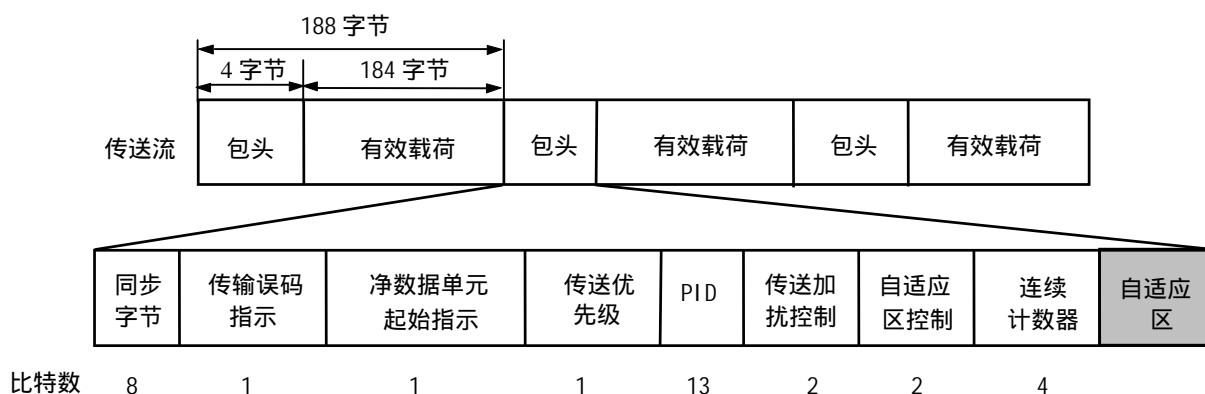 188 字节
4 字节 184 字节
传送流 包头 有效载荷 包头 有效载荷 包头 有效载荷
同步字节 传输误码指示 净数据单元起始指示 传送优先级 PID 传送加扰控制 自适应区控制 连续计数器 自适应区
比特数 8 1 1 1 13 2 2 4